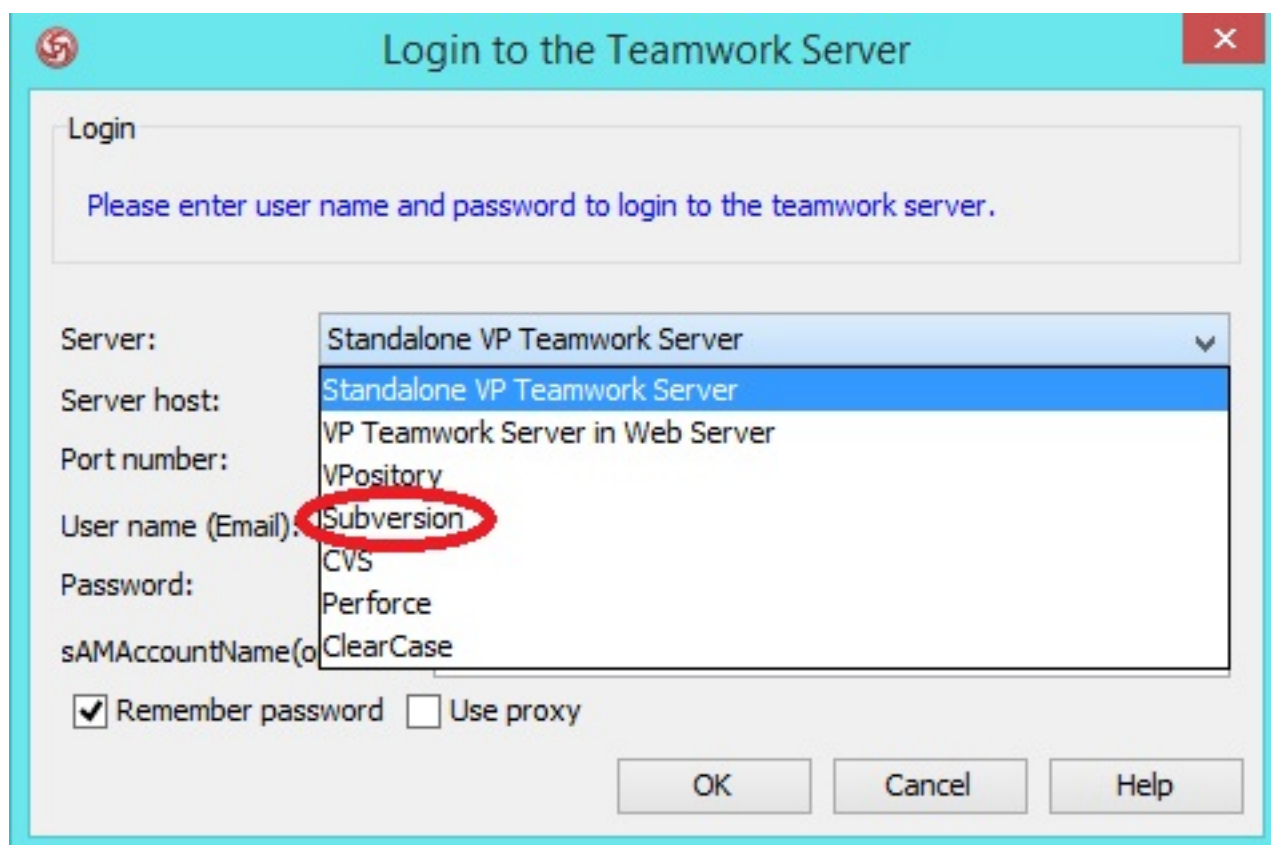 Login to the Teamwork Server
Login
Please enter user name and password to login to the teamwork server.
Server: Standalone VP Teamwork Server
Standalone VP Teamwork Server
Server host:
VP Teamwork Server in Web Server
Port number:
VPository
User name (Email): Subversion
CVS
Password:
Perforce
sAMAccountName(o ClearCase
Remember password Use proxy
OK Cancel Help